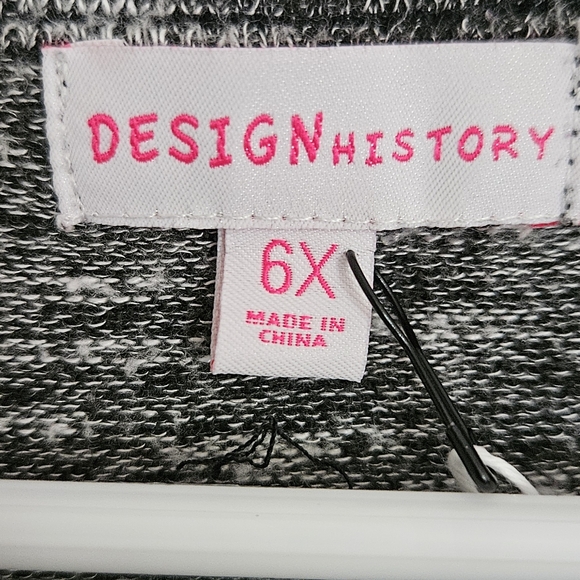 DESIGN HISTORY
6X
MADE IN
CHINA